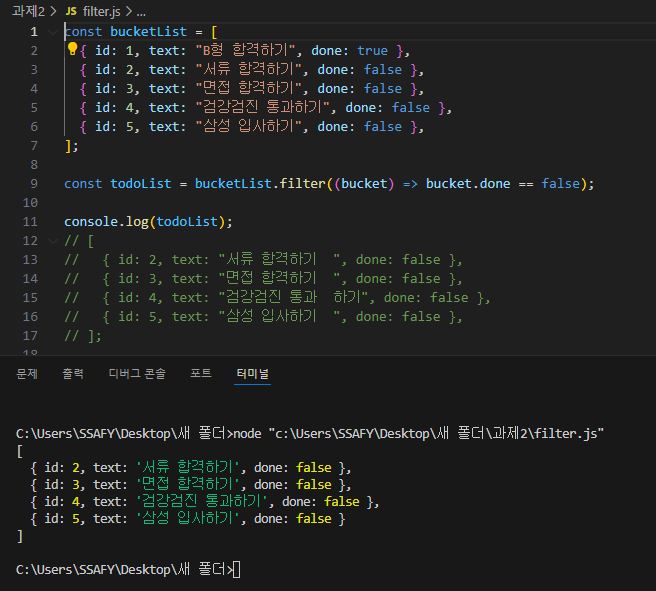 과제2 > JS filter.js > ...
1 const bucketList = [
2 { id: 1, text: "B형 합격하기", done: true },
3 { id: 2, text: "서류 합격하기", done: false },
4 { id: 3, text: "면접 합격하기", done: false },
5 { id: 4, text: "검강검진 통과하기", done: false },
6 { id: 5, text: "삼성 입사하기", done: false },
7 ];
8
9 const todoList = bucketList.filter((bucket) => bucket.done == false);
10
11 console.log(todoList);
12 // [
13 //   { id: 2, text: "서류 합격하기  ", done: false },
14 //   { id: 3, text: "면접 합격하기  ", done: false },
15 //   { id: 4, text: "검강검진 통과  하기", done: false },
16 //   { id: 5, text: "삼성 입사하기  ", done: false },
17 // ];
18
문제 출력 디버그 콘솔 포트 터미널
C:\Users\SSAFY\Desktop\새 폴더>node "c:\Users\SSAFY\Desktop\새 폴더\과제2\filter.js"
[
  { id: 2, text: '서류 합격하기', done: false },
  { id: 3, text: '면접 합격하기', done: false },
  { id: 4, text: '검강검진 통과하기', done: false },
  { id: 5, text: '삼성 입사하기', done: false }
]
C:\Users\SSAFY\Desktop\새 폴더>